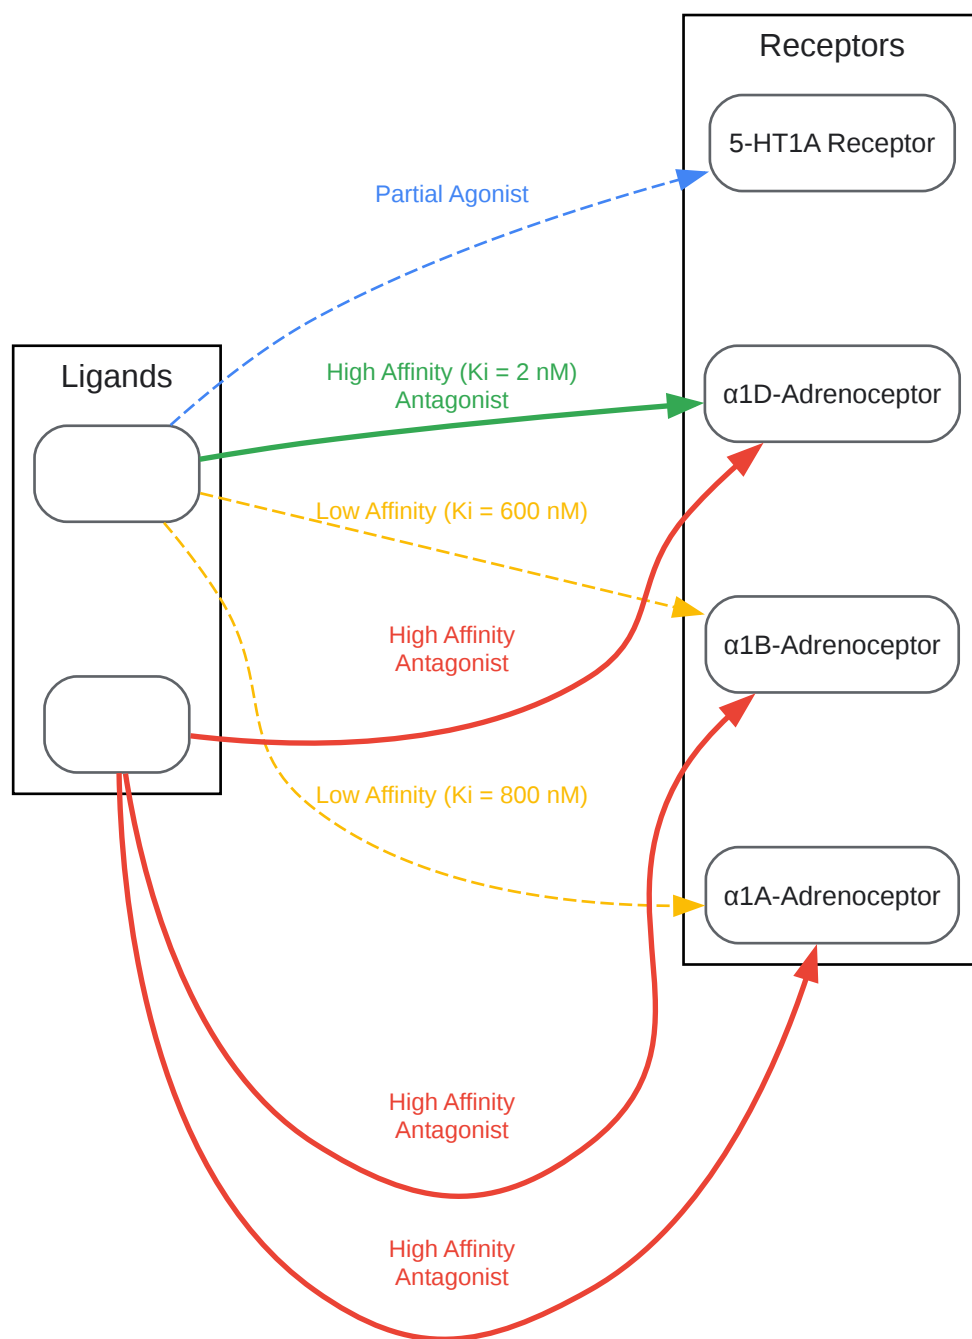 Receptors
5-HT1A Receptor
Partial Agonist
Ligands
High Affinity (Ki = 2 nM)
Antagonist
α1D-Adrenoceptor
Low Affinity (Ki = 600 nM)
High Affinity
Antagonist
α1B-Adrenoceptor
Low Affinity (Ki = 800 nM)
α1A-Adrenoceptor
High Affinity
Antagonist
High Affinity
Antagonist